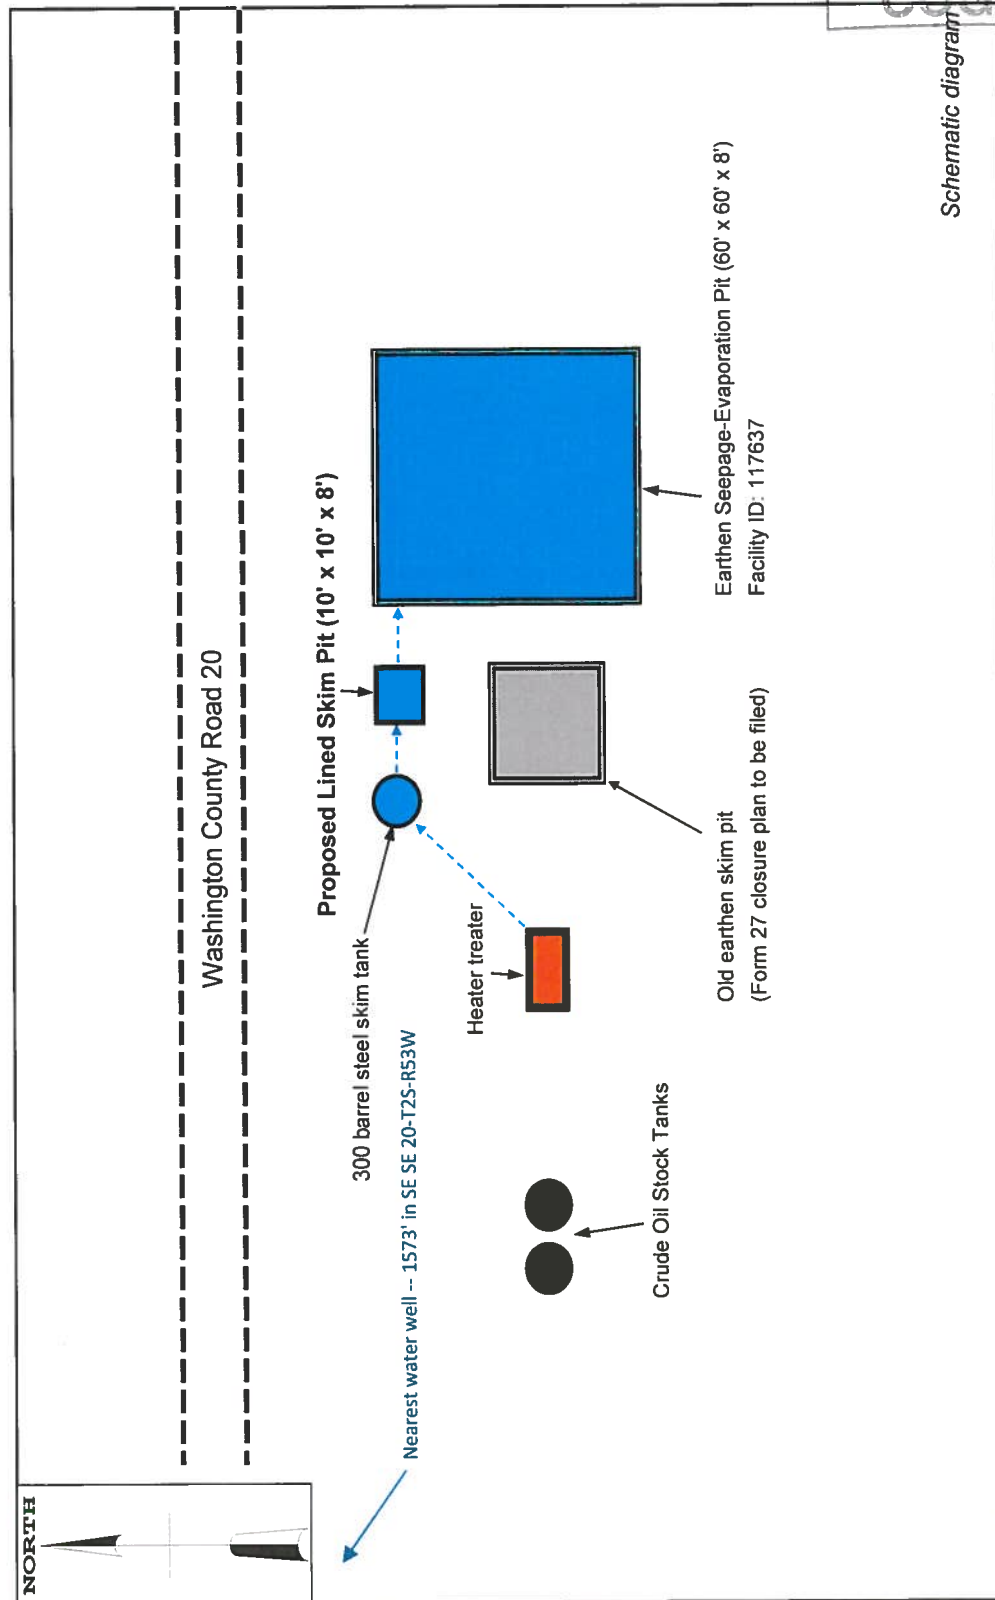 NORTH
Washington County Road 20
Proposed Lined Skim Pit (10' x 10' x 8')
300 barrel steel skim tank
Nearest water well -- 1573' in SE SE 20-T2S-R53W
Heater treater
Earthen Seepage-Evaporation Pit (60' x 60' x 8')
Facility ID: 117637
Old earthen skim pit
(Form 27 closure plan to be filed)
Crude Oil Stock Tanks
Schematic diagram